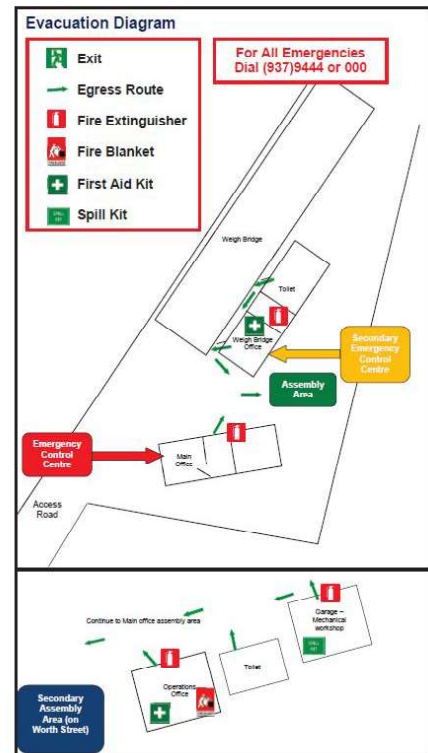 Evacuation Diagram
Exit
Egress Route
Fire Extinguisher
Fire Blanket
First Aid Kit
Spill Kit
For All Emergencies
Dial (937)9444 or 000
Weigh Bridge
Toilet
Weigh Bridge
Office
Secondary
Emergency
Control
Centre
Assembly
Area
Emergency
Control
Centre
Main
Office
Access
Road
Continue to Main office assembly area
Garage –
Mechanical
workshop
Toilet
Operations
Office
Secondary
Assembly
Area (on
Worth Street)